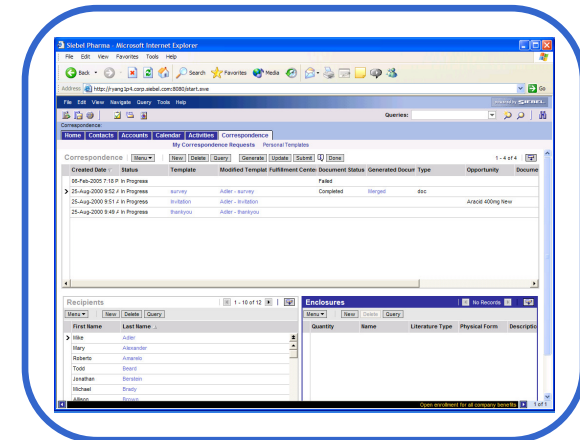 Siebel Pharma - Microsoft Internet Explorer
File Edit View Favorites Tools Help
Back Search Favorites Media
Address http://ryang1p4.corp.siebel.com:8080/start.swe Go
File Edit View Navigate Query Tools Help SIEBEL
Queries:
Correspondence:
Home Contacts Accounts Calendar Activities Correspondence
My Correspondence Requests Personal Templates
Correspondence Menu New Delete Query Generate Update Submit Done 1 - 4 of 4
Created Date Status Template Modified Templat Fulfillment Center Document Status Generated Docum Type Opportunity Docume
06-Feb-2005 7:18 P In Progress Failed
25-Aug-2000 9:52 A In Progress survey Adler - survey Completed Merged doc
25-Aug-2000 9:51 A In Progress Invitation Adler - Invitation Aracid 400mg New
25-Aug-2000 9:49 A In Progress thankyou Adler - thankyou
Recipients 1 - 10 of 12
Menu New Delete Query
First Name Last Name
Mike Adler
Mary Alexander
Roberto Amarelo
Todd Beard
Jonathan Berstein
Michael Brady
Allison Brown
Enclosures No Records
Menu New Delete Query
Quantity Name Literature Type Physical Form Descriptio
Open enrollment for all company benefits 1 of 1